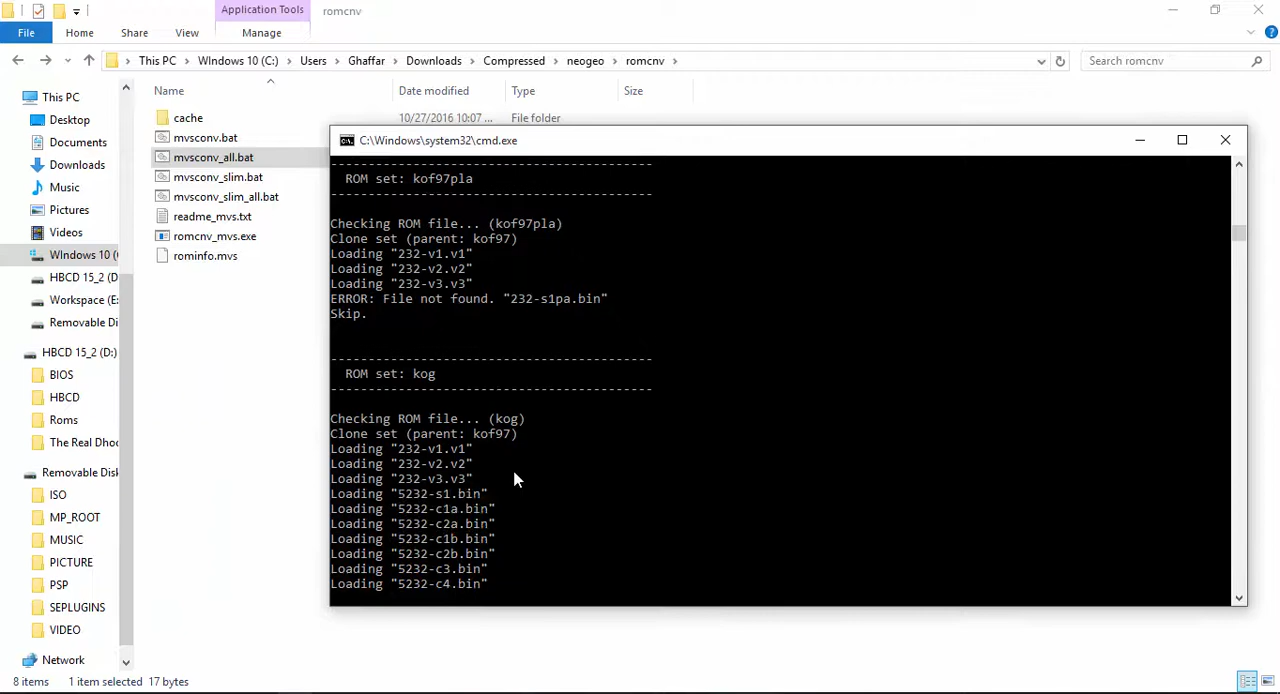 Application Tools
romcnv
File
Home
Share
View
Manage
This PC
WIndows 10 (C:)
Users
Ghaffar
Downloads
Compressed
neogeo
romcnv
Search romcnv
This PC
Desktop
Documents
Downloads
Music
Pictures
Videos
WIndows 10 (
HBCD 15_2 (D
Workspace (E:
Removable Di
HBCD 15_2 (D:)
BIOS
HBCD
Roms
The Real Dho
Removable Disk
ISO
MP_ROOT
MUSIC
PICTURE
PSP
SEPLUGINS
VIDEO
Network
Name
Date modified
Type
Size
cache
10/27/2016 10:07 ...
File folder
mvsconv.bat
mvsconv_all.bat
mvsconv_slim.bat
mvsconv_slim_all.bat
readme_mvs.txt
romcnv_mvs.exe
rominfo.mvs
C:\Windows\system32\cmd.exe
-------------------------------------------
ROM set: kof97pla
-------------------------------------------
Checking ROM file... (kof97pla)
Clone set (parent: kof97)
Loading "232-v1.v1"
Loading "232-v2.v2"
Loading "232-v3.v3"
ERROR: File not found. "232-s1pa.bin"
Skip.
-------------------------------------------
ROM set: kog
-------------------------------------------
Checking ROM file... (kog)
Clone set (parent: kof97)
Loading "232-v1.v1"
Loading "232-v2.v2"
Loading "232-v3.v3"
Loading "5232-s1.bin"
Loading "5232-c1a.bin"
Loading "5232-c2a.bin"
Loading "5232-c1b.bin"
Loading "5232-c2b.bin"
Loading "5232-c3.bin"
Loading "5232-c4.bin"
8 items
1 item selected 17 bytes